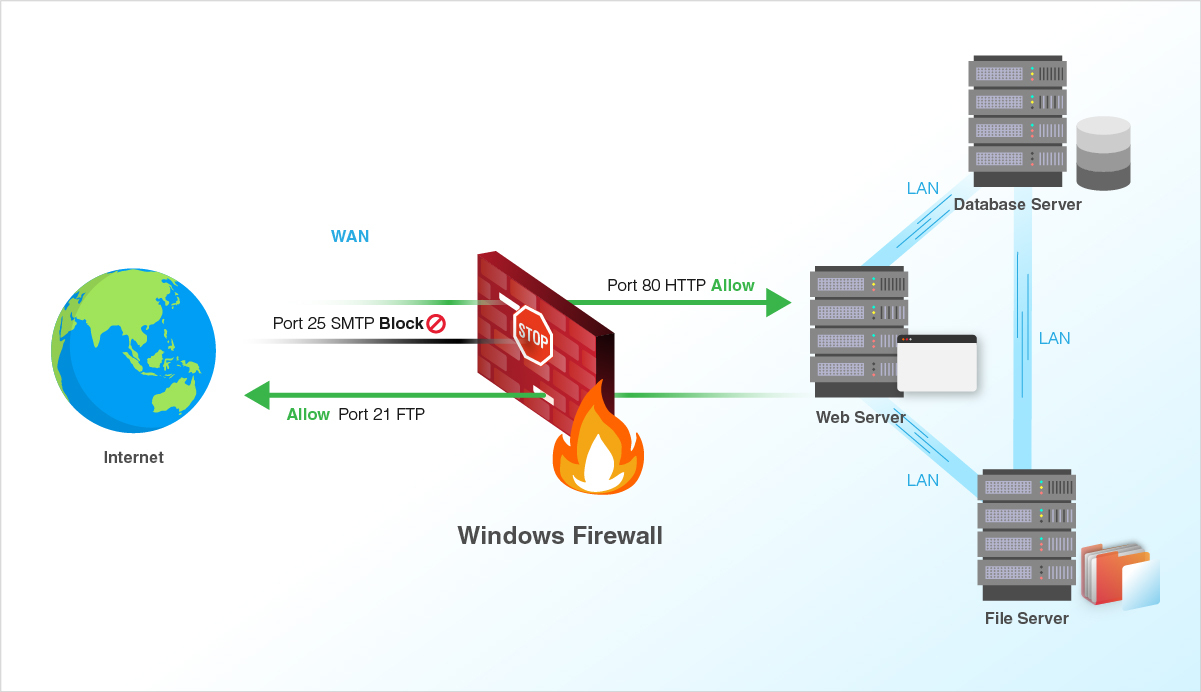 LAN
Database Server
WAN
Port 80 HTTP Allow
Port 25 SMTP Block
STOP
LAN
Allow Port 21 FTP
Web Server
Internet
LAN
Windows Firewall
File Server